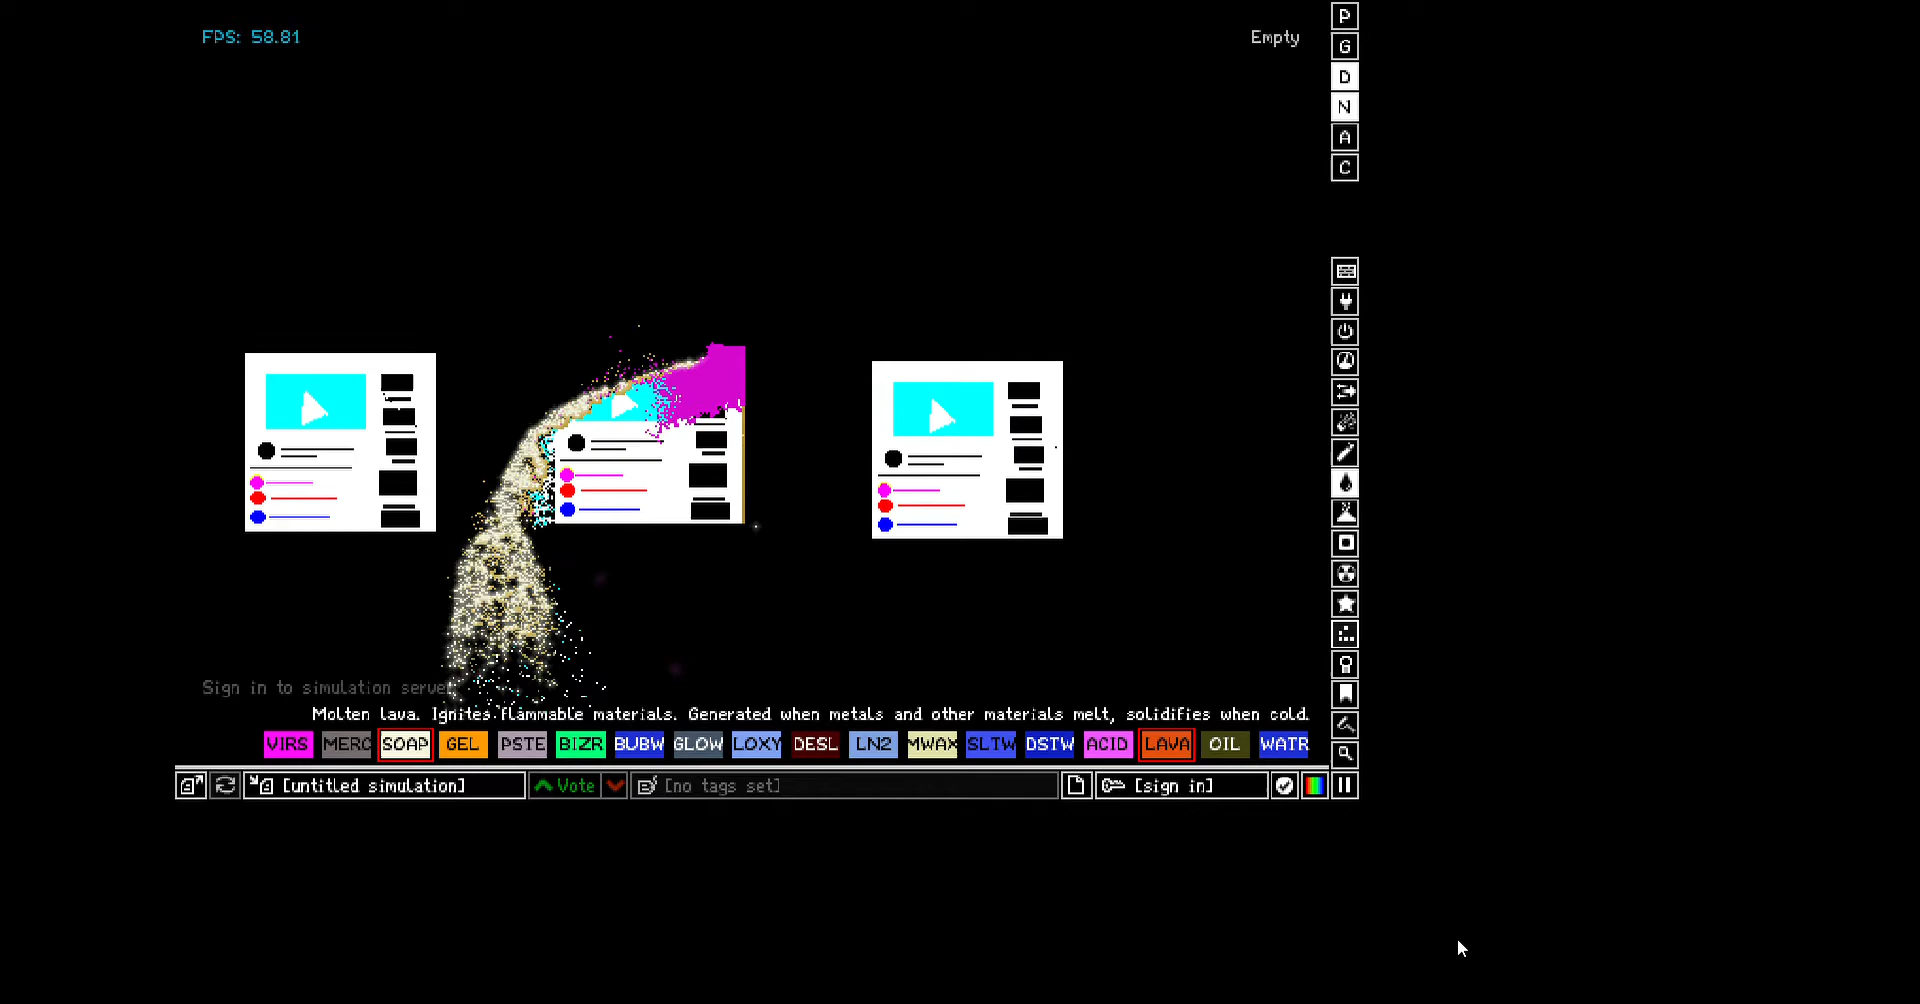 FPS: 58.81
Empty
P
G
D
N
A
C
Sign in to simulation server
Molten lava. Ignites flammable materials. Generated when metals and other materials melt, solidifies when cold.
VIRS MERC SOAP GEL PSTE BIZR BUBW GLOW LOXY DESL LN2 MWAX SLTW DSTW ACID LAVA OIL WATR
[untitled simulation] Vote [no tags set] [sign in]